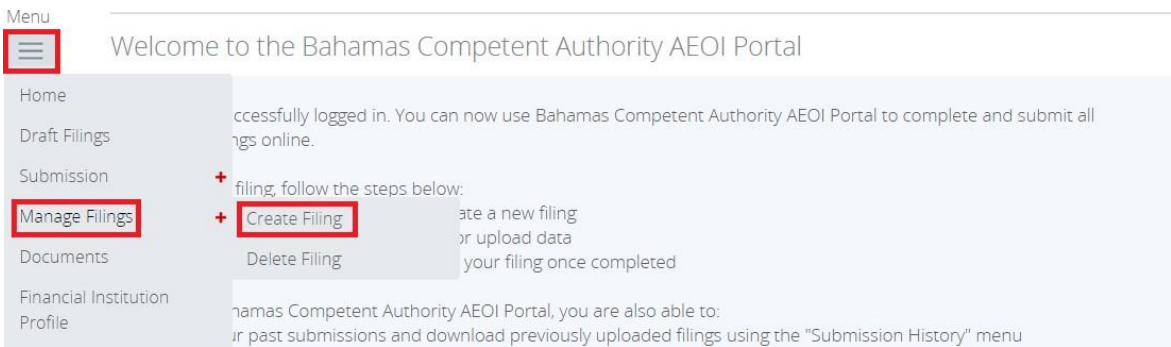 Menu
Welcome to the Bahamas Competent Authority AEOI Portal
Home
ccessfully logged in. You can now use Bahamas Competent Authority AEOI Portal to complete and submit all
Draft Filings
ngs online.
Submission +
filing, follow the steps below:
Manage Filings + Create Filing
ate a new filing
or upload data
Documents
Delete Filing
your filing once completed
Financial Institution
Profile
hamas Competent Authority AEOI Portal, you are also able to:
ur past submissions and download previously uploaded filings using the "Submission History" menu